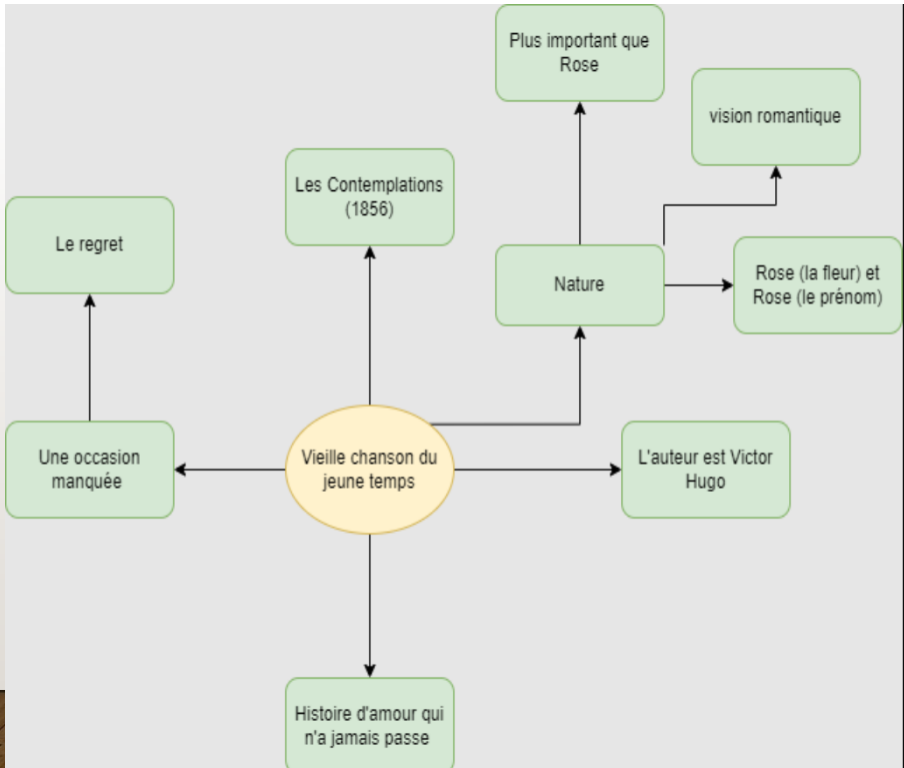 Plus important que
Rose
vision romantique
Les Contemplations
(1856)
Le regret
Nature
Rose (la fleur) et
Rose (le prénom)
Une occasion
manquée
Vieille chanson du
jeune temps
L'auteur est Victor
Hugo
Histoire d'amour qui
n'a jamais passe